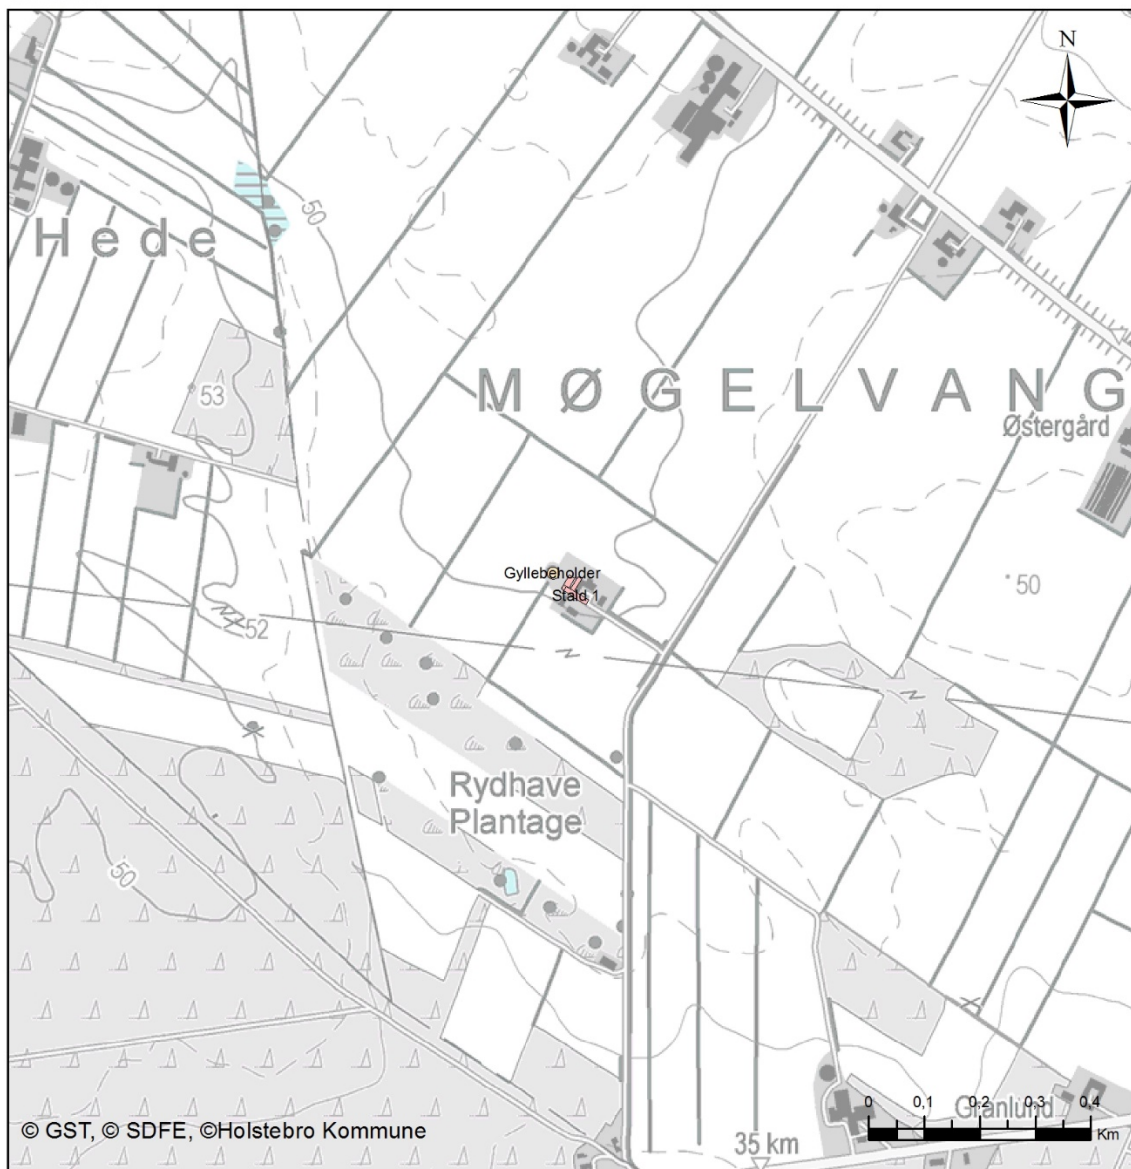 N
50
Hede
MØGELVANG
53
Østergård
Gyllebeholder
Stald 1
50
52
Rydhave
Plantage
50
0 0,1 0,2 0,3 0,4
Km
Granlund
35 km
© GST, © SDFE, ©Holstebro Kommune